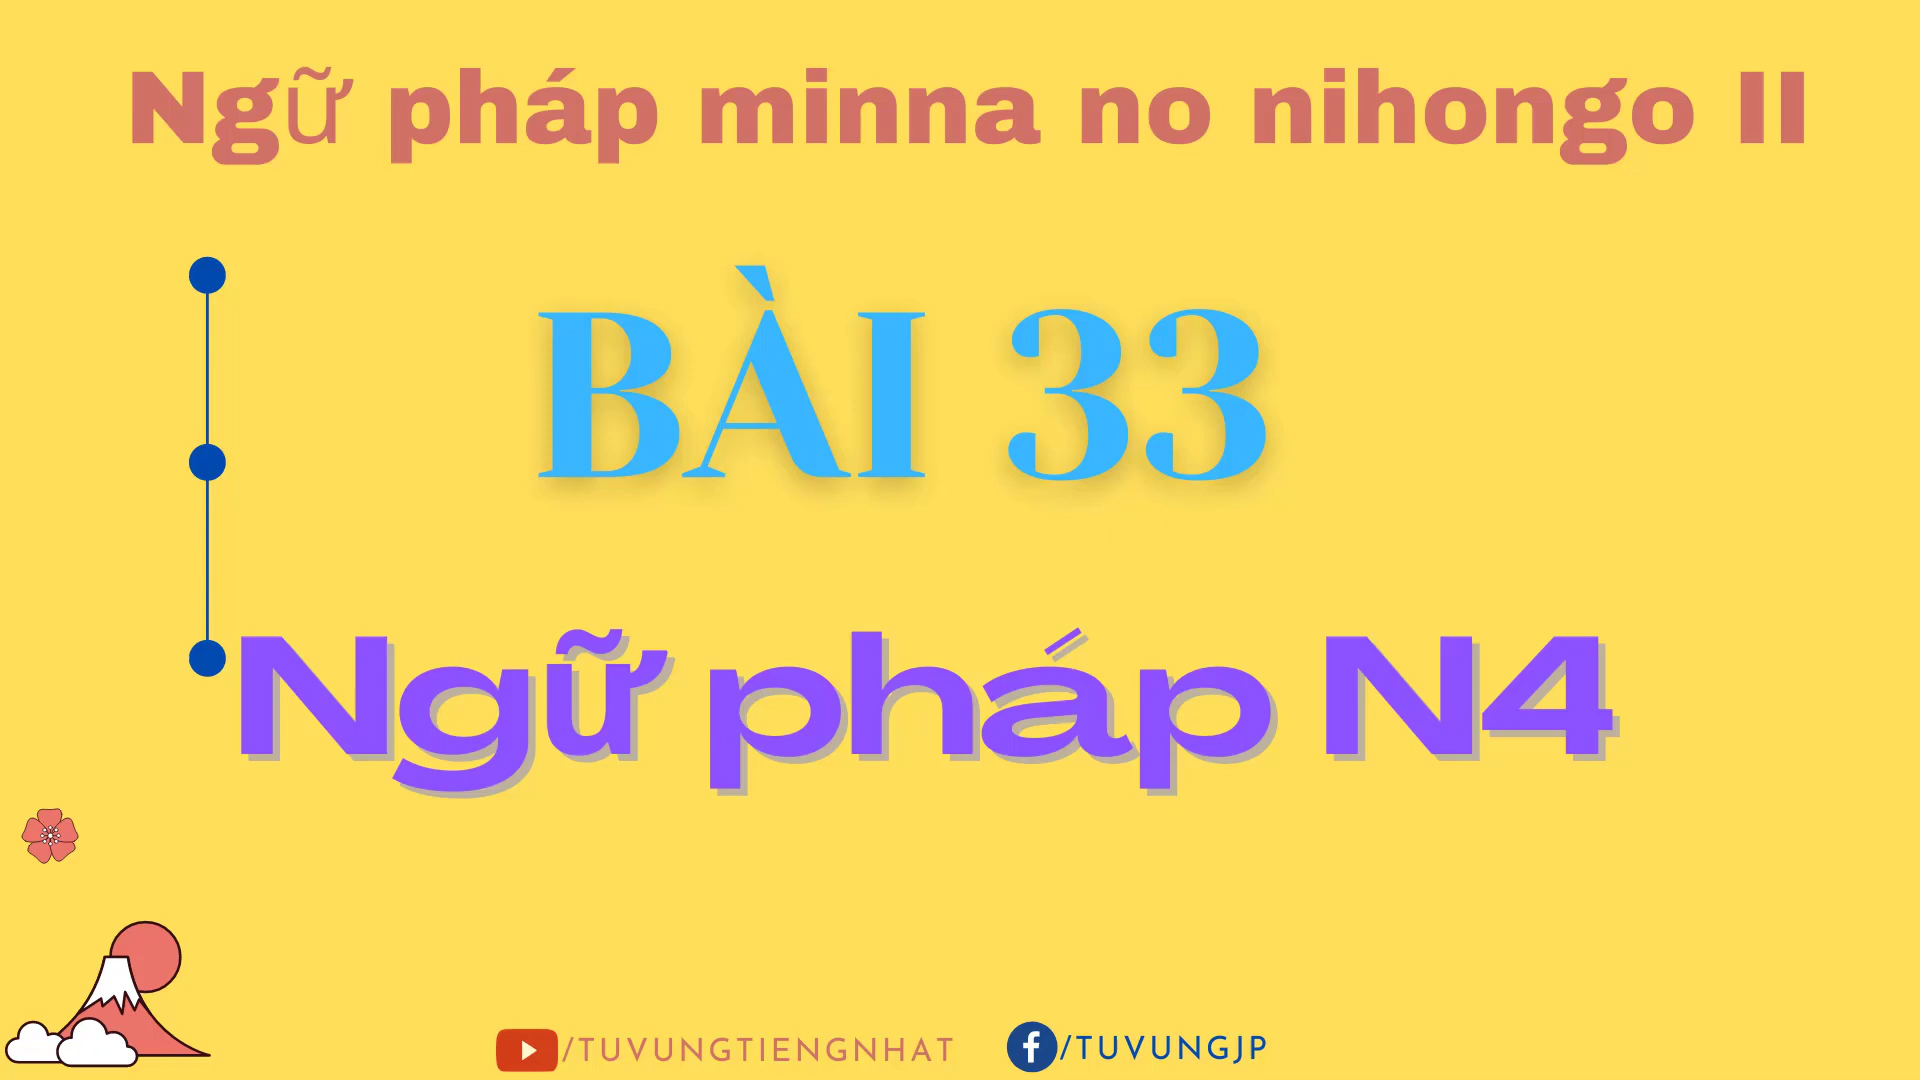 Ngữ pháp minna no nihongo II
BÀI 33
Ngữ pháp N4
/TUVUNGTIENGNHAT
/TUVUNGJP